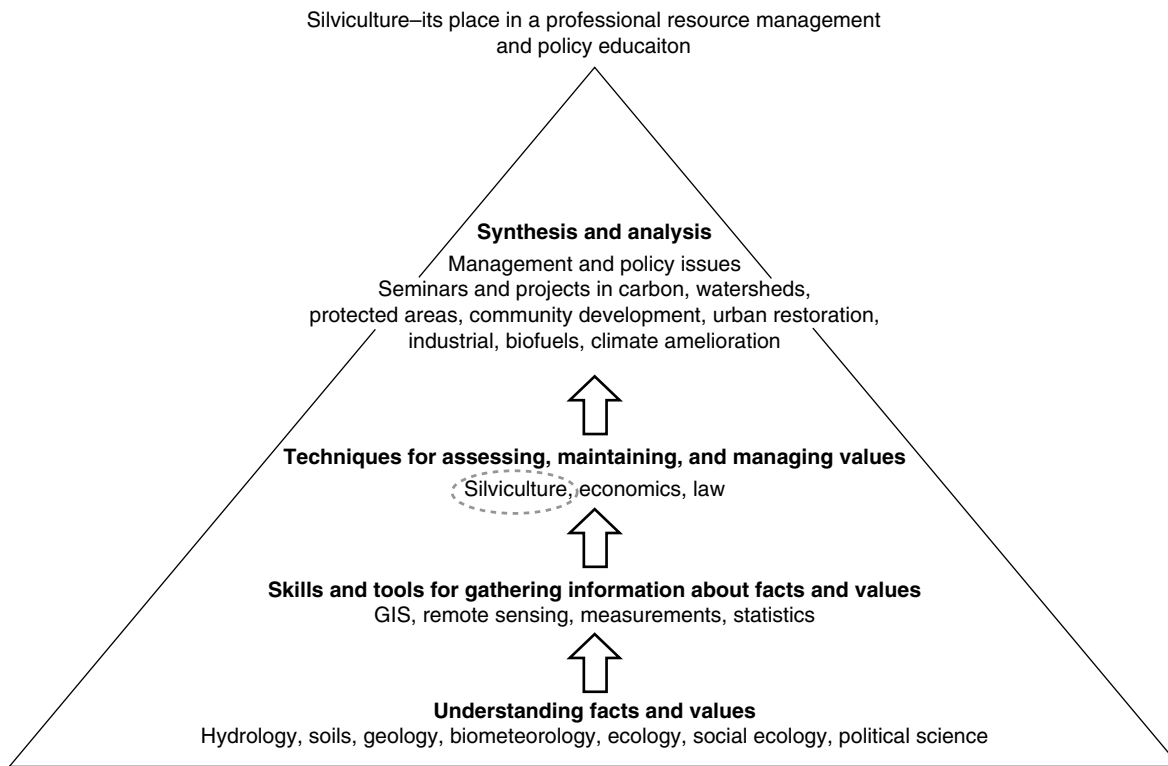 Silviculture–its place in a professional resource management
and policy educaiton
Synthesis and analysis
Management and policy issues
Seminars and projects in carbon, watersheds,
protected areas, community development, urban restoration,
industrial, biofuels, climate amelioration
Techniques for assessing, maintaining, and managing values
Silviculture, economics, law
Skills and tools for gathering information about facts and values
GIS, remote sensing, measurements, statistics
Understanding facts and values
Hydrology, soils, geology, biometeorology, ecology, social ecology, political science